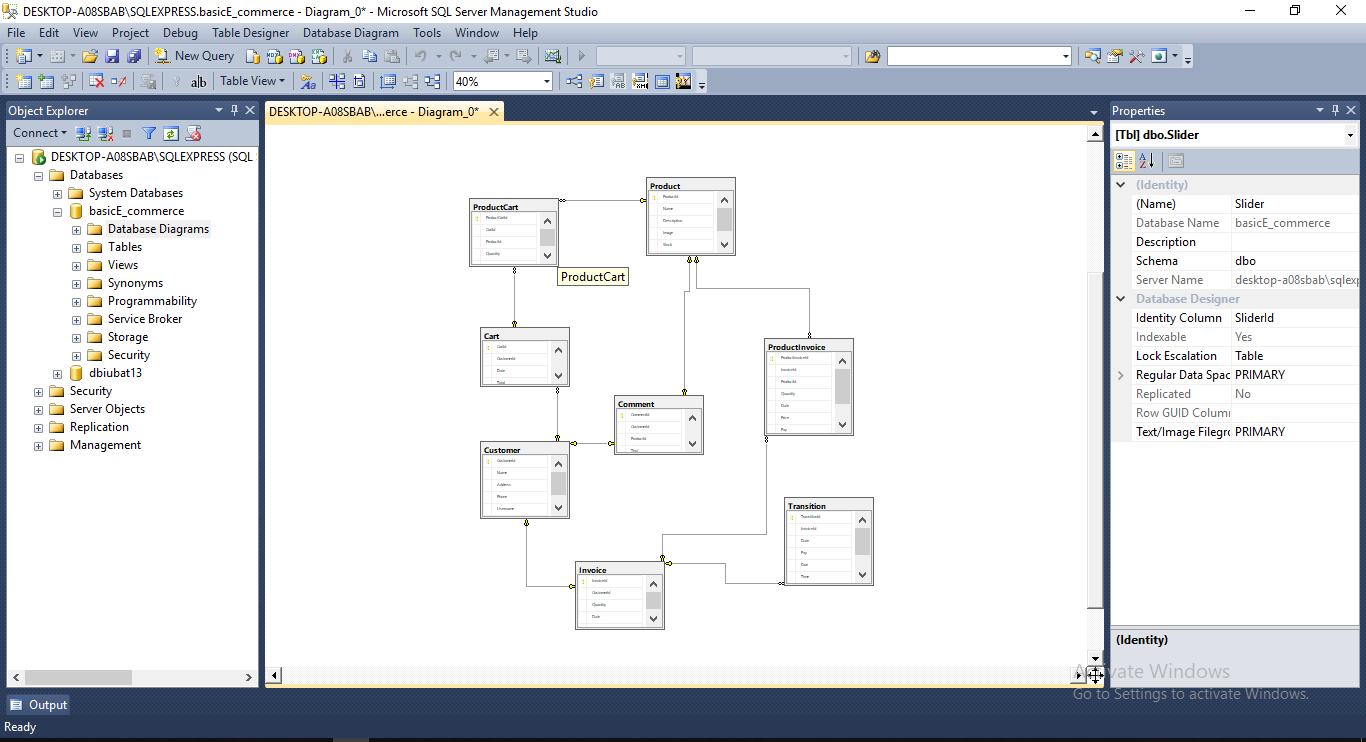 DESKTOP-A08SBAB\SQLEXPRESS.basicE_commerce - Diagram_0* - Microsoft SQL Server Management Studio
File Edit View Project Debug Table Designer Database Diagram Tools Window Help
New Query
Table View 40%
Object Explorer
Connect
DESKTOP-A08SBAB\SQLEXPRESS (SQL
Databases
System Databases
basicE_commerce
Database Diagrams
Tables
Views
Synonyms
Programmability
Service Broker
Storage
Security
dbiubat13
Security
Server Objects
Replication
Management
DESKTOP-A08SBAB\...erce - Diagram_0*
Product
ProductId
Name
Description
Image
Stock
ProductCart
ProductCartId
CartId
ProductId
Quantity
ProductCart
Cart
CartId
CustomerId
Date
Total
ProductInvoice
ProductInvoiceId
InvoiceId
ProductId
Quantity
Date
Price
Pay
Comment
CommentId
CustomerId
ProductId
Customer
CustomerId
Name
Address
Phone
Username
Transition
TransitionId
InvoiceId
Date
Pay
Due
Time
Invoice
InvoiceId
CustomerId
Quantity
Date
Properties
[Tbl] dbo.Slider
(Identity)
(Name) Slider
Database Name basicE_commerce
Description
Schema dbo
Server Name desktop-a08sbab\sqlexp
Database Designer
Identity Column SliderId
Indexable Yes
Lock Escalation Table
Regular Data Spac PRIMARY
Replicated No
Row GUID Colum
Text/Image Filegro PRIMARY
(Identity)
Activate Windows
Go to Settings to activate Windows.
Output
Ready